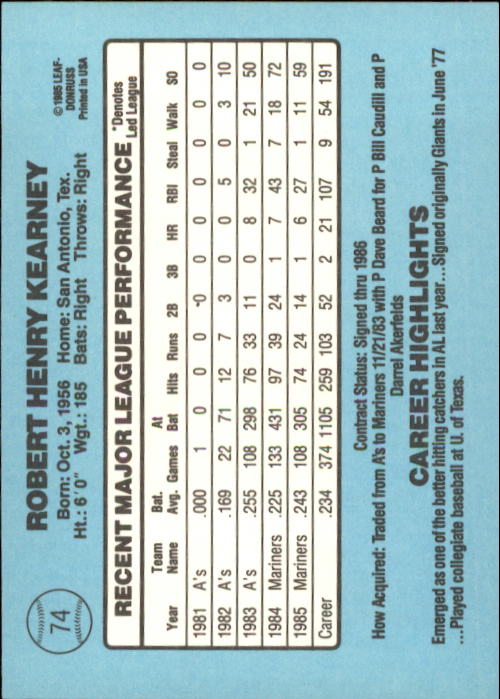 74
ROBERT HENRY KEARNEY
Born: Oct. 3, 1956 Home: San Antonio, Tex.
Ht.: 6'0" Wgt.: 185 Bats: Right Throws: Right
©1985 LEAF-
DONRUSS
Printed in USA
RECENT MAJOR LEAGUE PERFORMANCE
*Denotes
Led League
Year Team Name Bat. Avg. Games At Bat Hits Runs 2B 3B HR RBI Steal Walk SO
1981 A's .000 1 0 0 0 0 0 0 0 0 0 0
1982 A's .169 22 71 12 7 3 0 0 5 0 3 10
1983 A's .255 108 298 76 33 11 0 8 32 1 21 50
1984 Mariners .225 133 431 97 39 24 1 7 43 7 18 72
1985 Mariners .243 108 305 74 24 14 1 6 27 1 11 59
Career .234 374 1105 259 103 52 2 21 107 9 54 191
Contract Status: Signed thru 1986
How Acquired: Traded from A's to Mariners 11/21/83 with P Dave Beard for P Bill Caudill and P
Darrel Akerfelds
CAREER HIGHLIGHTS
Emerged as one of the better hitting catchers in AL last year...Signed originally Giants in June '77
...Played collegiate baseball at U. of Texas.